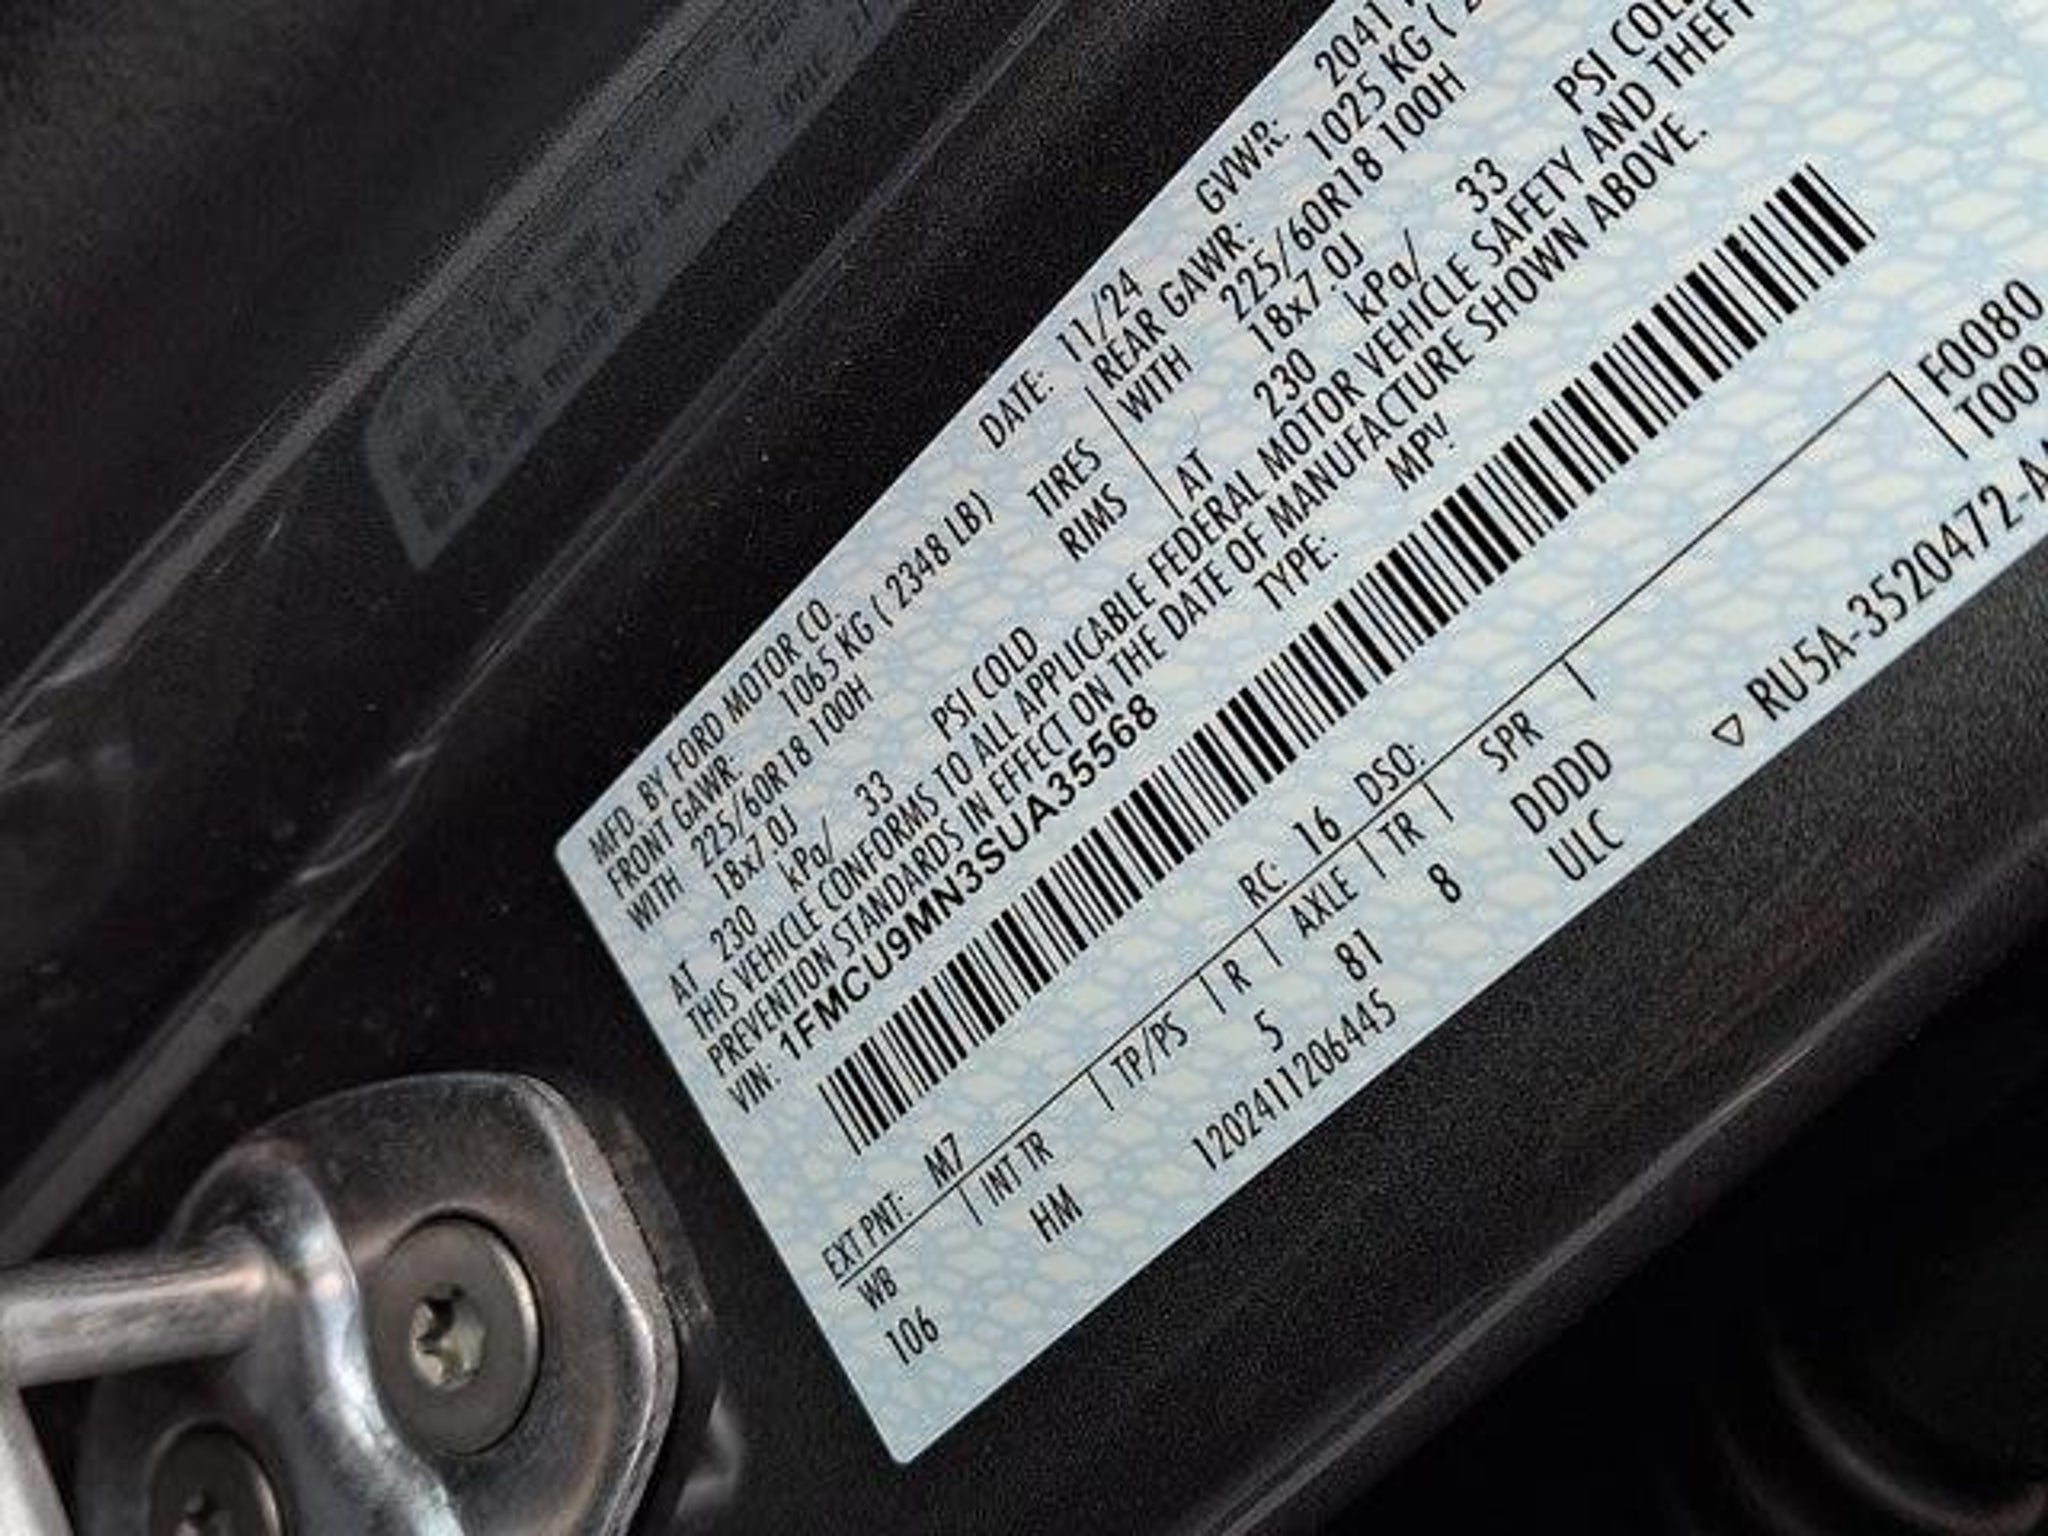 MFD. BY FORD MOTOR CO.
DATE: 11/24 GVWR: 2041
FRONT GAWR: 1065 KG ( 2348 LB) REAR GAWR: 1025 KG (
WITH 225/60R18 100H TIRES WITH 225/60R18 100H
18x7.0J RIMS 18x7.0J
AT 230 kPa/ 33 PSI COLD AT 230 kPa/ 33 PSI COLD
THIS VEHICLE CONFORMS TO ALL APPLICABLE FEDERAL MOTOR VEHICLE SAFETY AND THEFT
PREVENTION STANDARDS IN EFFECT ON THE DATE OF MANUFACTURE SHOWN ABOVE.
VIN: 1FMCU9MN3SUA35568 TYPE: MPV
F0080
EXT PNT: M7 RC: 16 DSO: T009
WB | INT TR | TP/PS | R | AXLE | TR | SPR |
106 HM 5 81 8 DDDD
ULC
1202411206445
RU5A-3520472-A